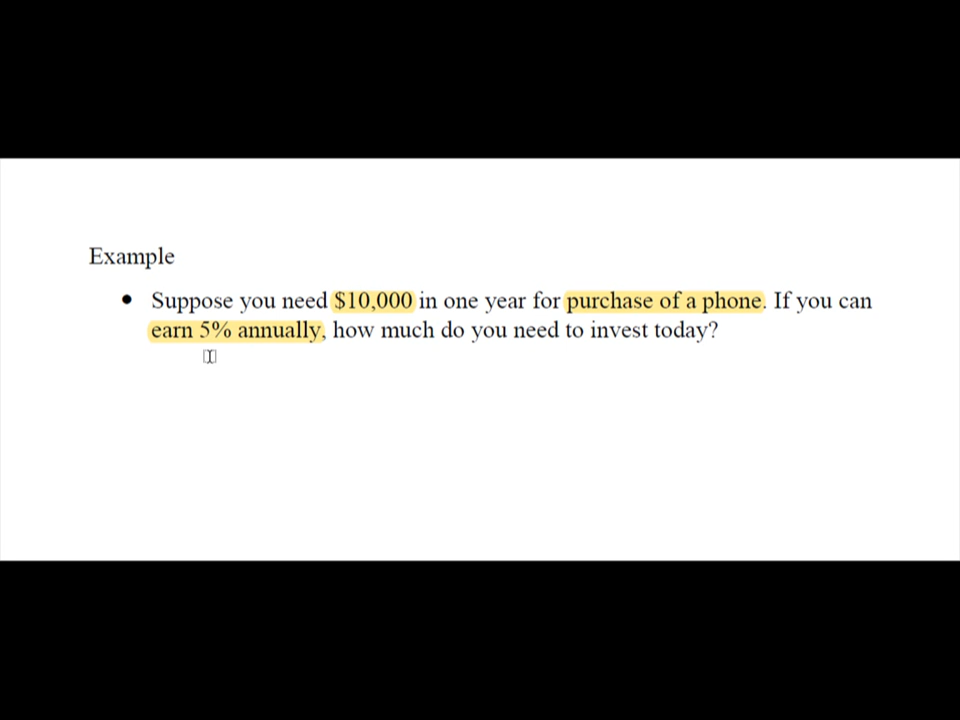 Example
• Suppose you need $10,000 in one year for purchase of a phone. If you can
earn 5% annually, how much do you need to invest today?